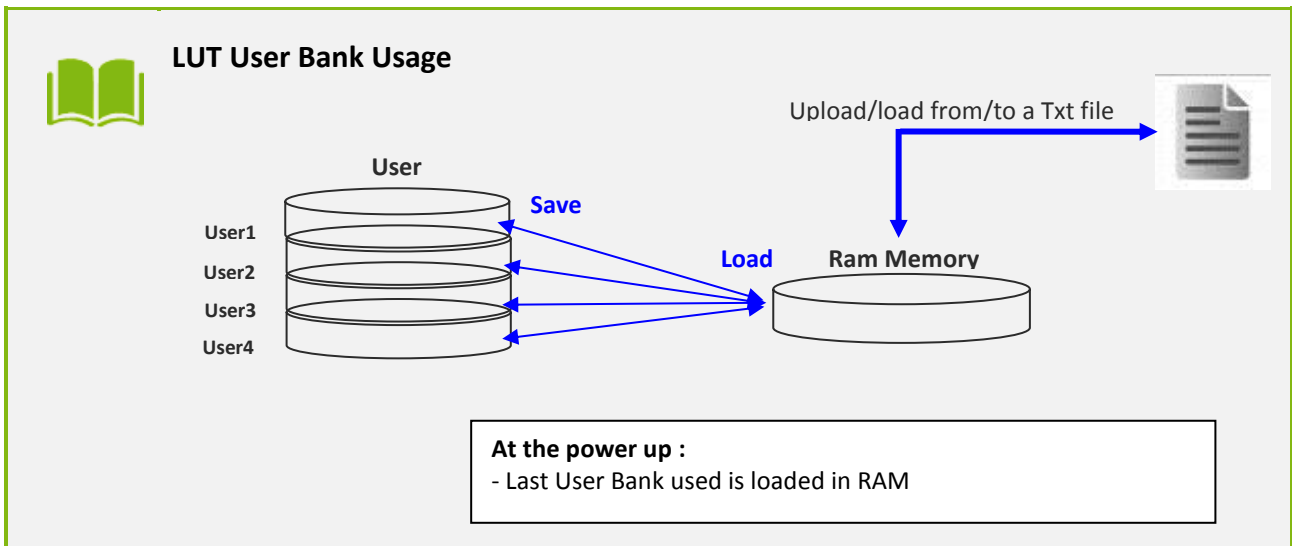 LUT User Bank Usage
Upload/load from/to a Txt file
User
Save
User1
Load
Ram Memory
User2
User3
User4
At the power up :
- Last User Bank used is loaded in RAM